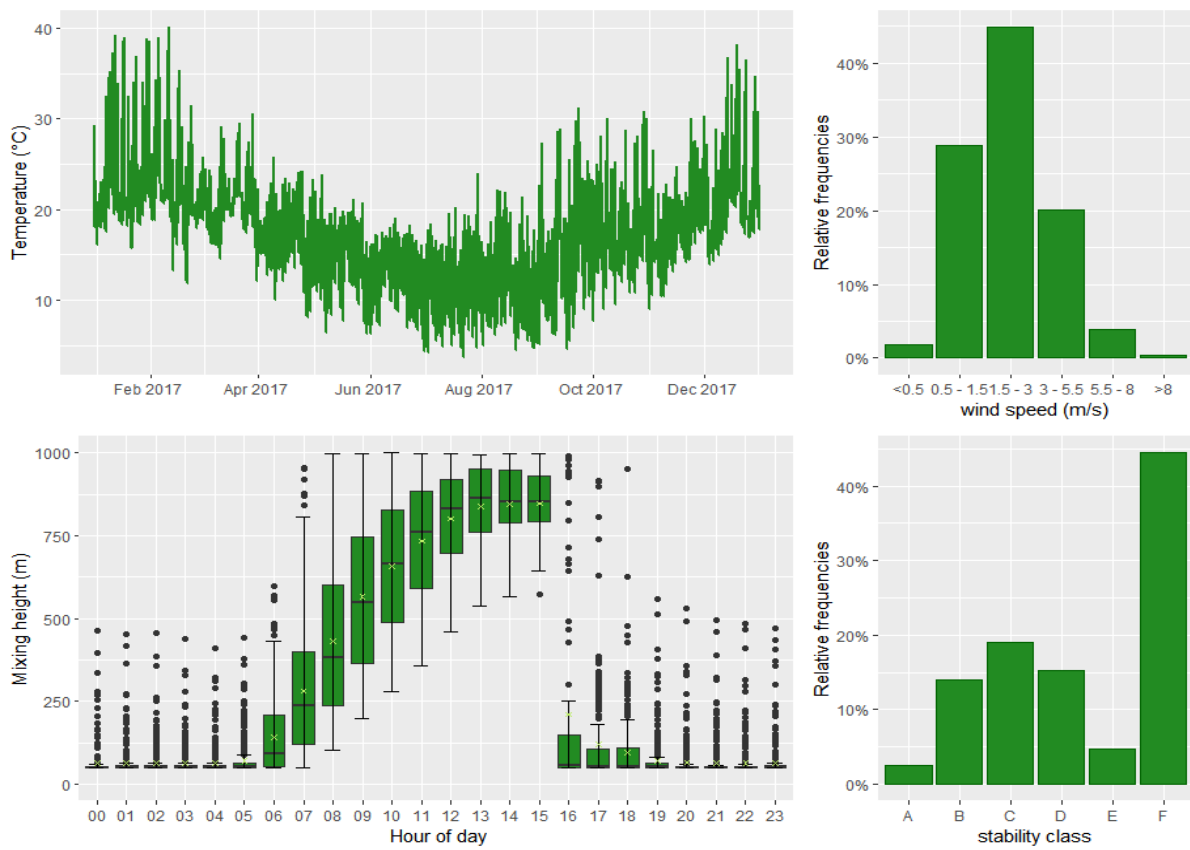 Temperature (°C)
40
30
20
10
Feb 2017 Apr 2017 Jun 2017 Aug 2017 Oct 2017 Dec 2017
Relative frequencies
40%
30%
20%
10%
0%
<0.5 0.5 - 1.5 1.5 - 3 3 - 5.5 5.5 - 8 >8
wind speed (m/s)
Mixing height (m)
1000
750
500
250
0
00 01 02 03 04 05 06 07 08 09 10 11 12 13 14 15 16 17 18 19 20 21 22 23
Hour of day
Relative frequencies
40%
30%
20%
10%
0%
A B C D E F
stability class